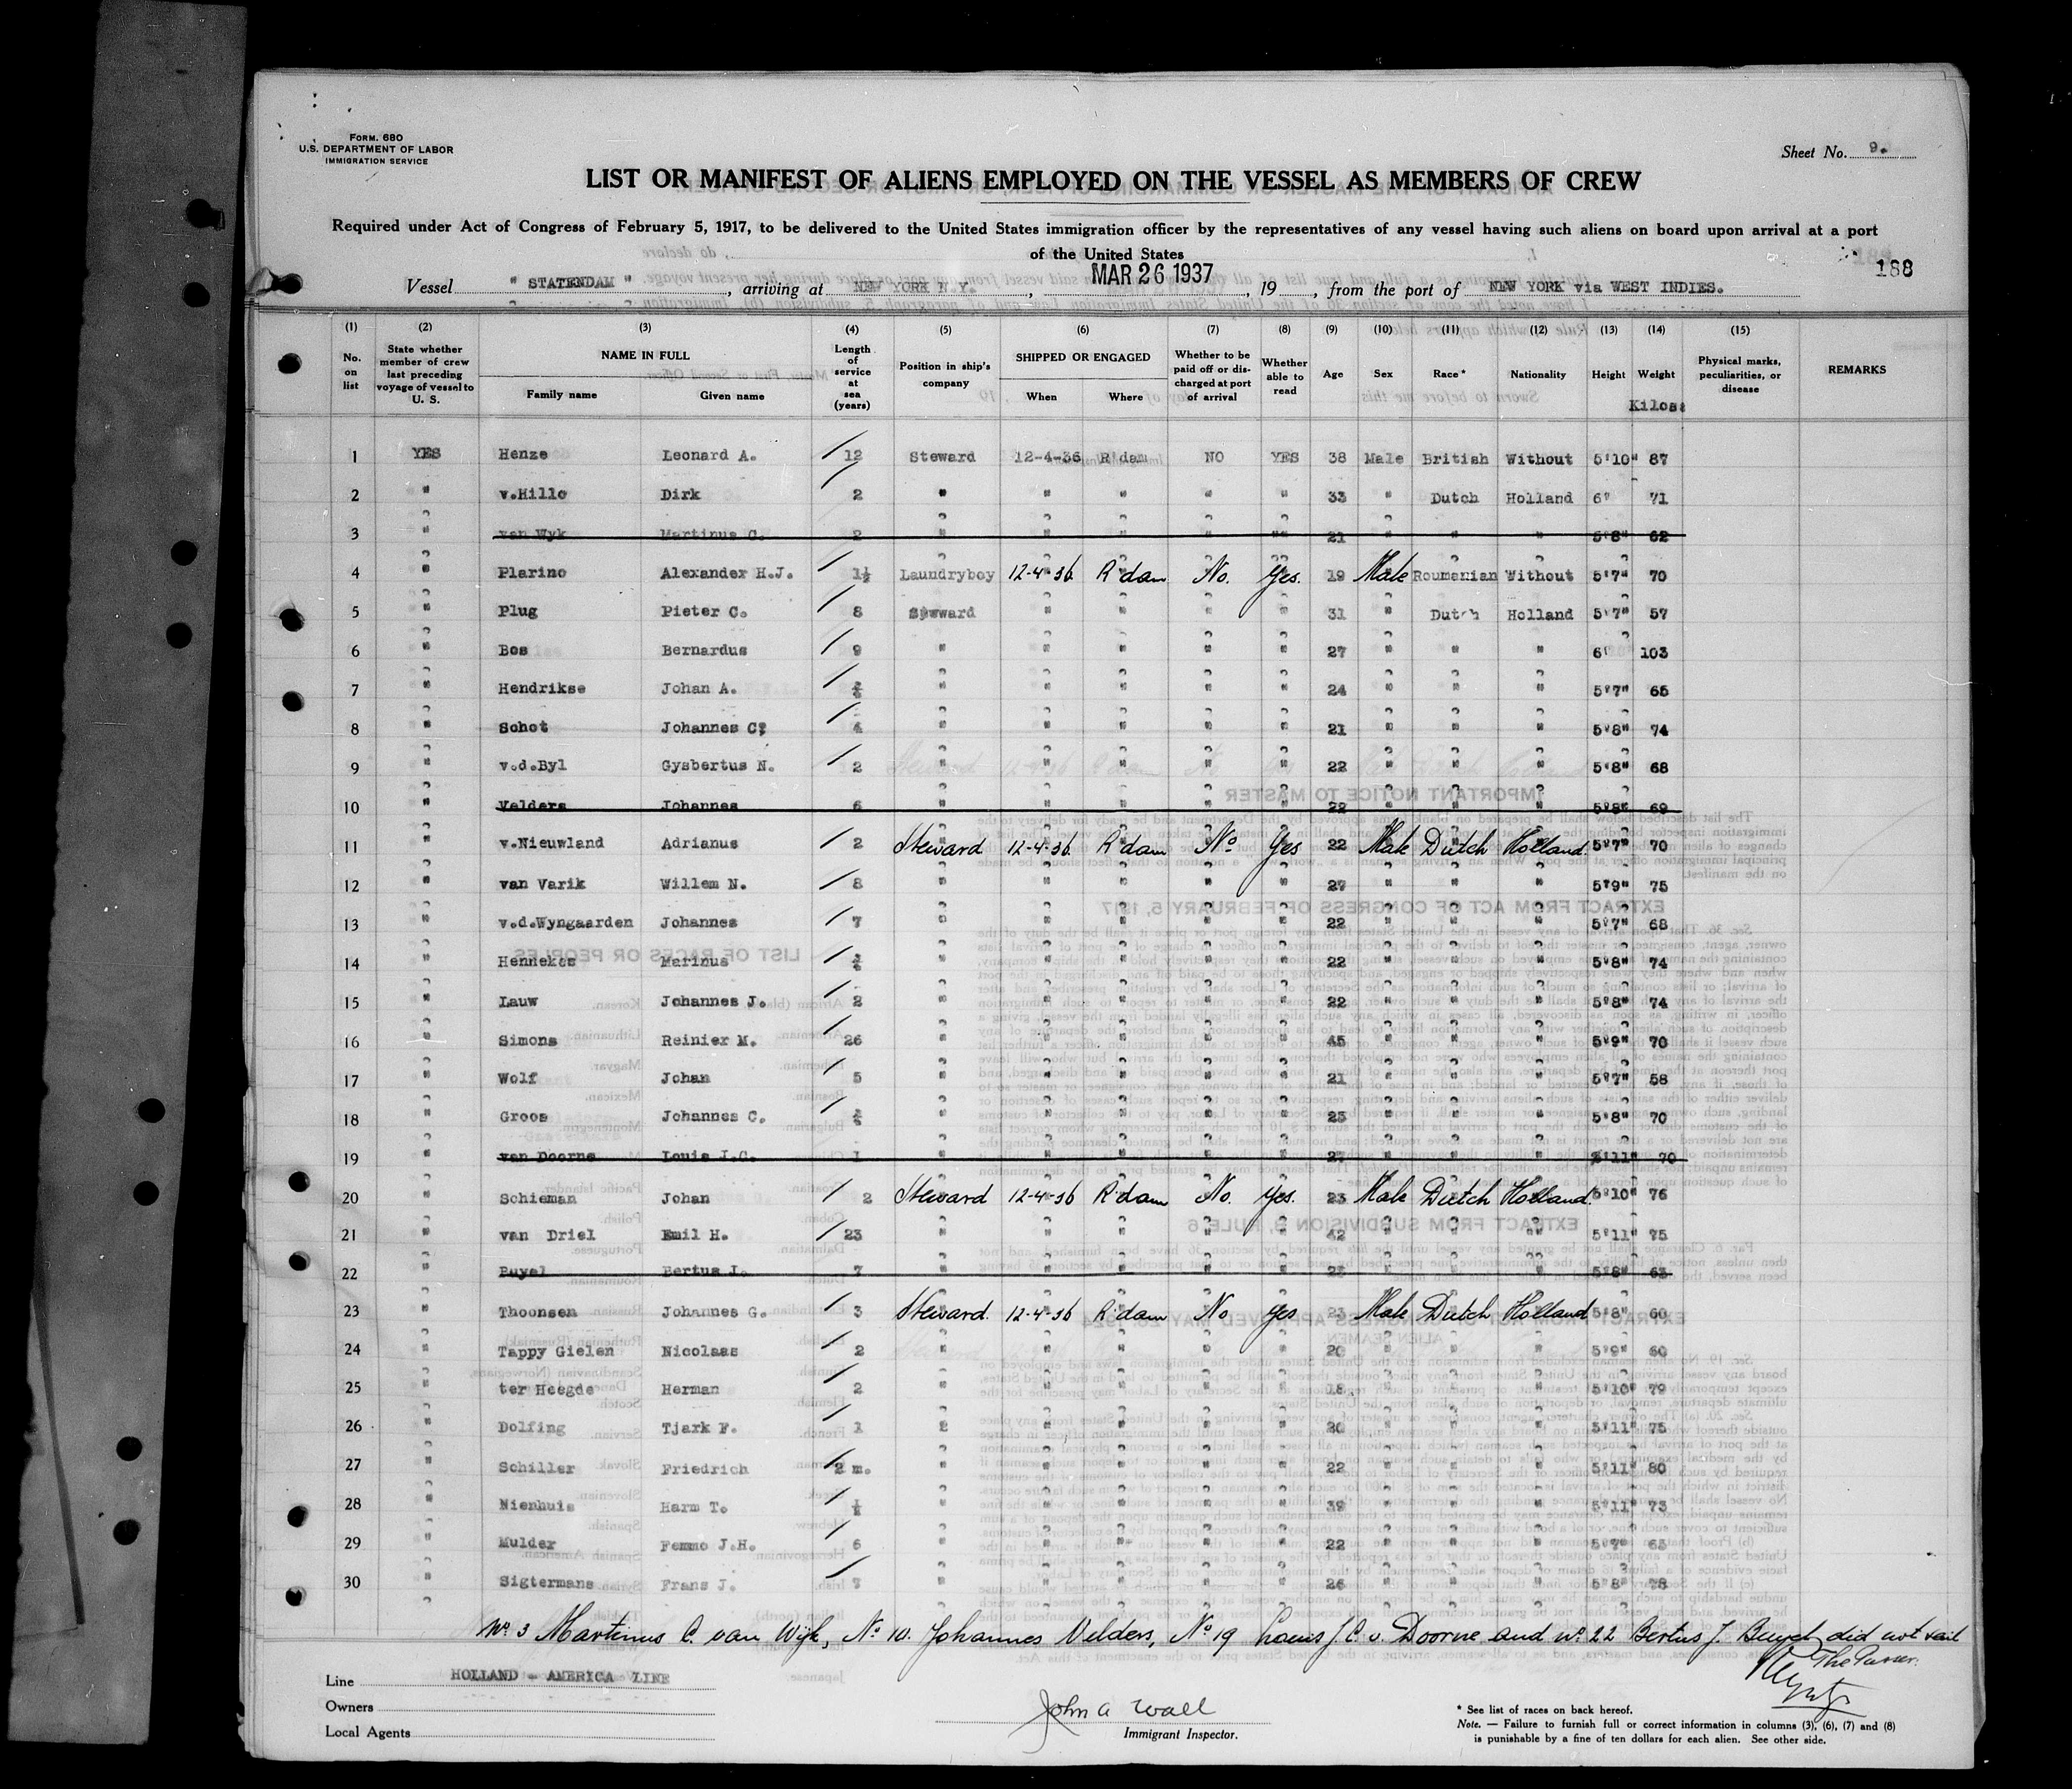 FORM. 680
U.S. DEPARTMENT OF LABOR
IMMIGRATION SERVICE
Sheet No. 9.
LIST OR MANIFEST OF ALIENS EMPLOYED ON THE VESSEL AS MEMBERS OF CREW
Required under Act of Congress of February 5, 1917, to be delivered to the United States immigration officer by the representatives of any vessel having such aliens on board upon arrival at a port
of the United States
188
Vessel " STATENDAM ", arriving at NEW YORK N.Y., MAR 26 1937, 19, from the port of NEW YORK via WEST INDIES.
(1) (2) (3) (4) (5) (6) (7) (8) (9) (10) (11) (12) (13) (14) (15)
No. on list State whether member of crew last preceding voyage of vessel to U. S. NAME IN FULL Family name Given name Length of service at sea (years) Position in ship's company SHIPPED OR ENGAGED When Where Whether to be paid off or discharged at port of arrival Whether able to read Age Sex Race* Nationality Height Weight Kilos: Physical marks, peculiarities, or disease REMARKS
1 YES Henze Leonard A. 12 Steward 12-4-36 R'dam NO YES 38 Male British Without 5'10" 87
2 " v.Hillo Dirk 2 " " " " " 33 " Dutch Holland 6' 71
3 " van Wyk Martinus C. 2 " " " " " 21 " " " 5'8" 62
4 " Plarino Alexander H.J. 1½ Laundryboy 12-4-36 R'dam No. Yes. 19 Male Roumanian Without 5'7" 70
5 " Plug Pieter C. 8 Steward " " " " 31 " Dutch Holland 5'7" 57
6 " Bos Bernardus 9 " " " " " 27 " " " 6' 103
7 " Hendrikse Johan A. " " " " " 24 " " " 5'7" 65
8 " Schot Johannes C. 4 " " " " " 21 " " " 5'8" 74
9 " v.d.Byl Gysbertus N. 2 " " " " " 22 " " " 5'8" 68
10 " Velders Johannes 6 " " " " " 22 " " " 5'8" 69
11 " v.Nieuwland Adrianus 2 Steward 12-4-36 R'dam No Yes 22 Male Dutch Holland. 5'7" 70
12 " van Varik Willem N. 8 " " " " " 27 " " " 5'9" 75
13 " v.d.Wyngaarden Johannes 7 " " " " " 22 " " " 5'7" 68
14 " Hennekes Marinus " " " " " 22 " " " 5'8" 74
15 " Lauw Johannes J. 2 " " " " " 22 " " " 5'8" 74
16 " Simons Reinier M. 26 " " " " " 45 " " " 5'9" 70
17 " Wolf Johan 5 " " " " " 21 " " " 5'7" 58
18 " Groos Johannes C. " " " " " 23 " " " 5'8" 70
19 " van Doorne Louis J.C. 1 " " " " " 27 " " " 5'11" 70
20 " Schieman Johan 2 Steward 12-4-36 R'dam No. Yes. 23 Male Dutch Holland. 5'10" 76
21 " van Driel Emil H. 23 " " " " " 42 " " " 5'11" 75
22 " Buyel Bertus J. 7 " " " " " 23 " " " 5'8" 63
23 " Thoonsen Johannes G. 3 Steward. 12-4-36 R'dam No Yes 23 Male Dutch Holland 5'8" 60
24 " Tappy Gielen Nicolaas 2 " " " " " 20 " " " 5'9" 60
25 " ter Heegde Herman 2 " " " " " 18 " " " 5'10" 79
26 " Dolfing Tjark F. 1 " " " " " 20 " " " 5'11" 75
27 " Schiller Friedrich 2 m. " " " " " 22 " " " 5'11" 80
28 " Nienhuis Harm T. " " " " " 39 " " " 5'11" 73
29 " Mulder Femmo J.H. 6 " " " " " 22 " " " 5'7" 65
30 " Sigtermans Frans J. 7 " " " " " 26 " " " 5'8" 78
No. 3 Martinus C. van Wijk, No 10. Johannes Velders, No 19 Louis J.C. v. Doorne and no. 22 Bertus J. did not sail
The Purser.
Line HOLLAND - AMERICA LINE
Owners
Local Agents
John A Wall
Immigrant Inspector.
* See list of races on back hereof.
Note. — Failure to furnish full or correct information in columns (3), (6), (7) and (8)
is punishable by a fine of ten dollars for each alien. See other side.